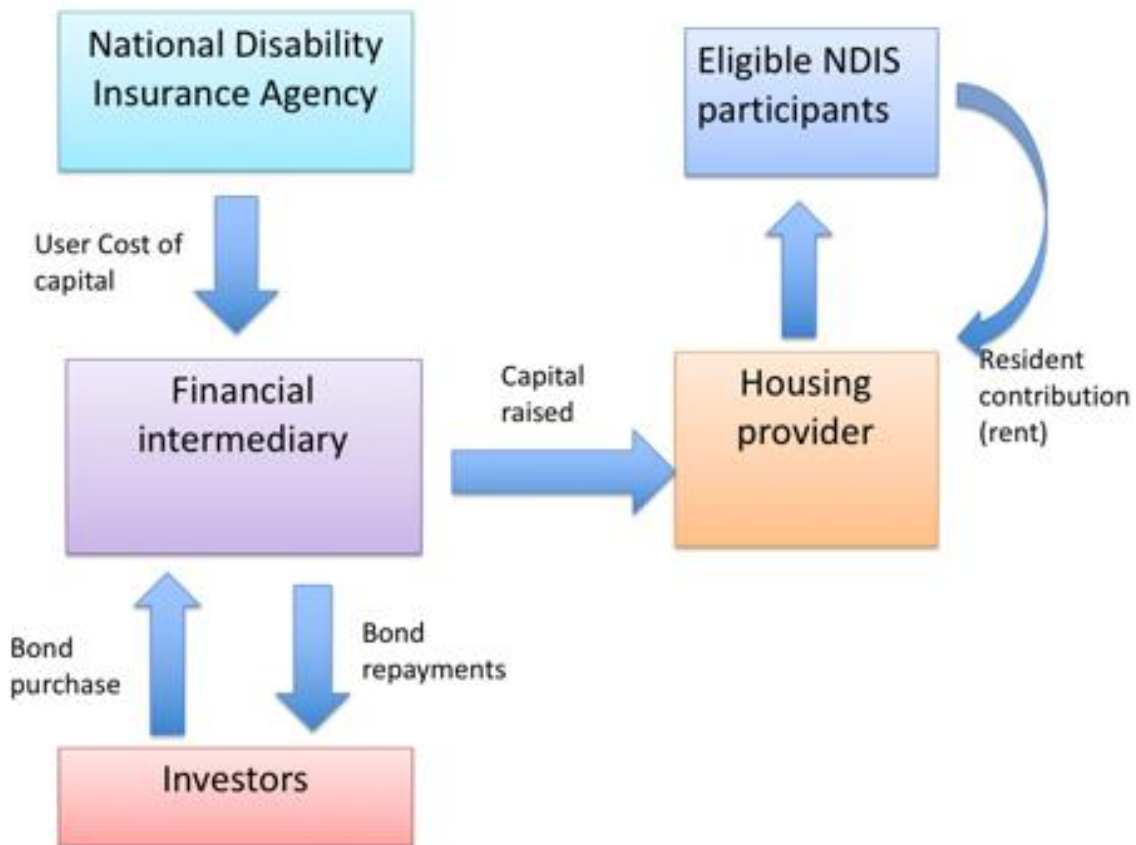 National Disability
Insurance Agency
Eligible NDIS
participants
User Cost of
capital
Financial
intermediary
Capital
raised
Housing
provider
Resident
contribution
(rent)
Bond
purchase
Bond
repayments
Investors